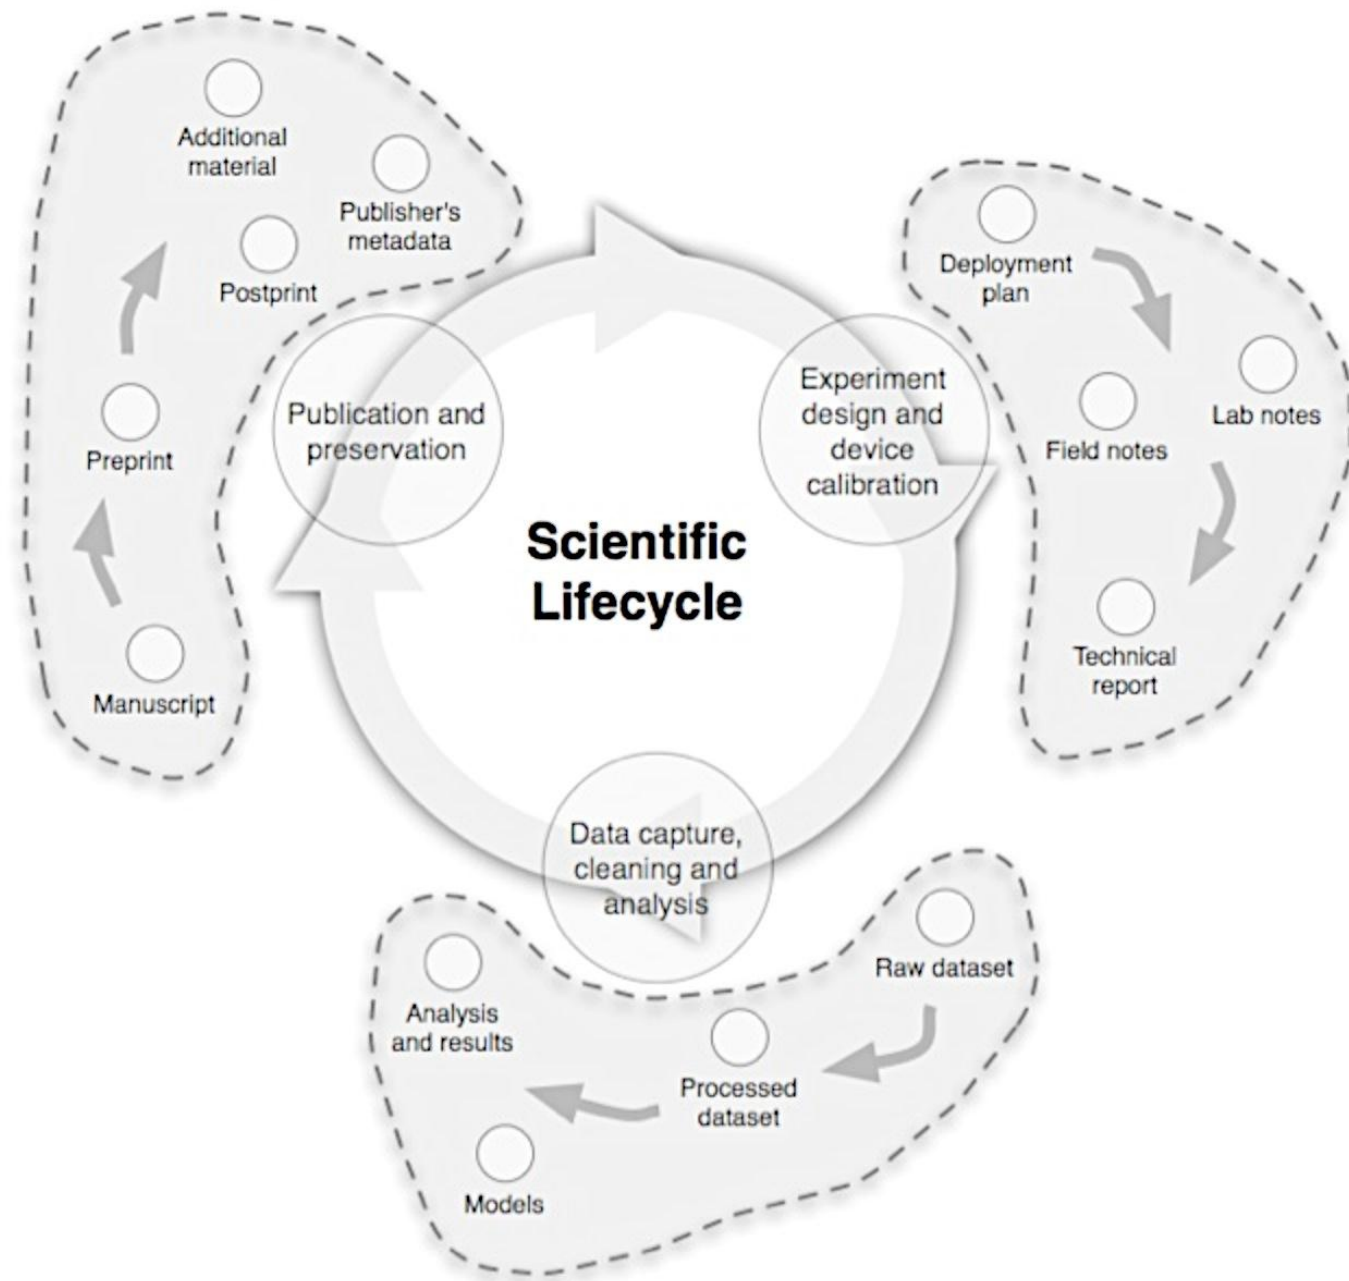 Additional
material
Publisher's
metadata
Postprint
Preprint
Manuscript
Publication and
preservation
Scientific
Lifecycle
Experiment
design and
device
calibration
Deployment
plan
Lab notes
Field notes
Technical
report
Data capture,
cleaning and
analysis
Raw dataset
Processed
dataset
Analysis
and results
Models